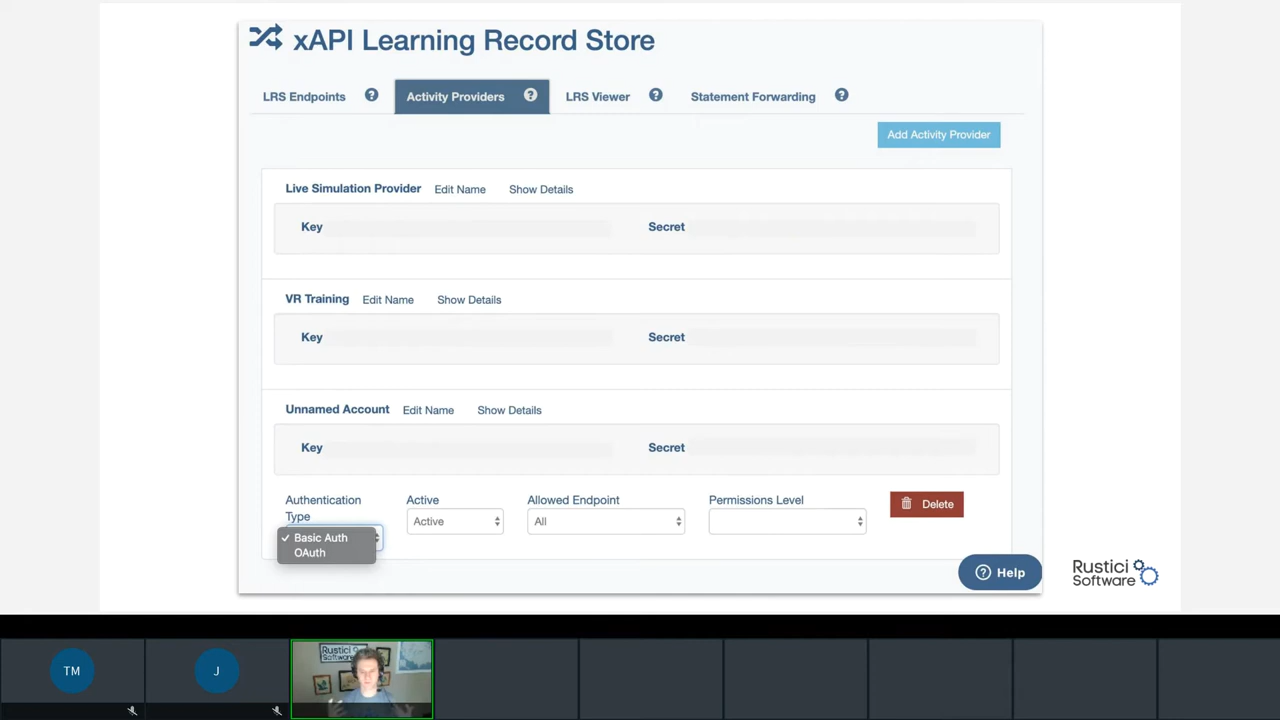 xAPI Learning Record Store
LRS Endpoints ? Activity Providers ? LRS Viewer ? Statement Forwarding ?
Add Activity Provider
Live Simulation Provider Edit Name Show Details
Key Secret
VR Training Edit Name Show Details
Key Secret
Unnamed Account Edit Name Show Details
Key Secret
Authentication Type Active Allowed Endpoint Permissions Level
Active All Delete
✓ Basic Auth
OAuth
? Help
Rustici
Software
TM J Rustici
Software